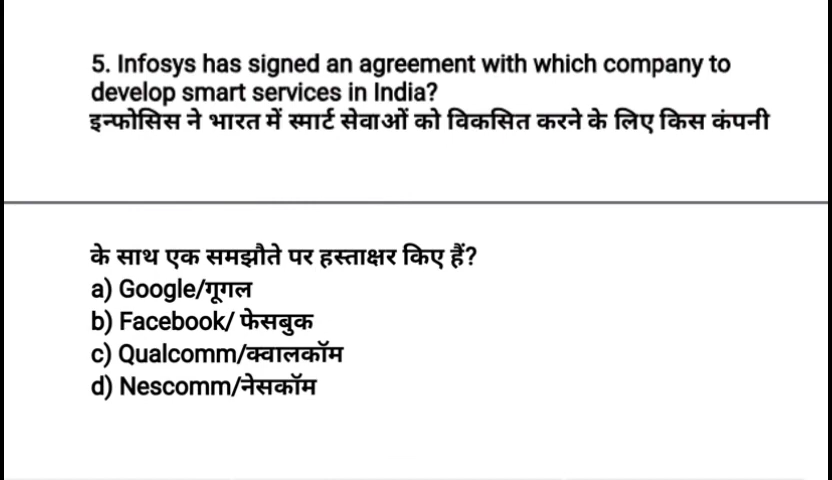 5. Infosys has signed an agreement with which company to
develop smart services in India?
इन्फोसिस ने भारत में स्मार्ट सेवाओं को विकसित करने के लिए किस कंपनी
के साथ एक समझौते पर हस्ताक्षर किए हैं?
a) Google/गूगल
b) Facebook/ फेसबुक
c) Qualcomm/क्वालकॉम
d) Nescomm/नेसकॉम